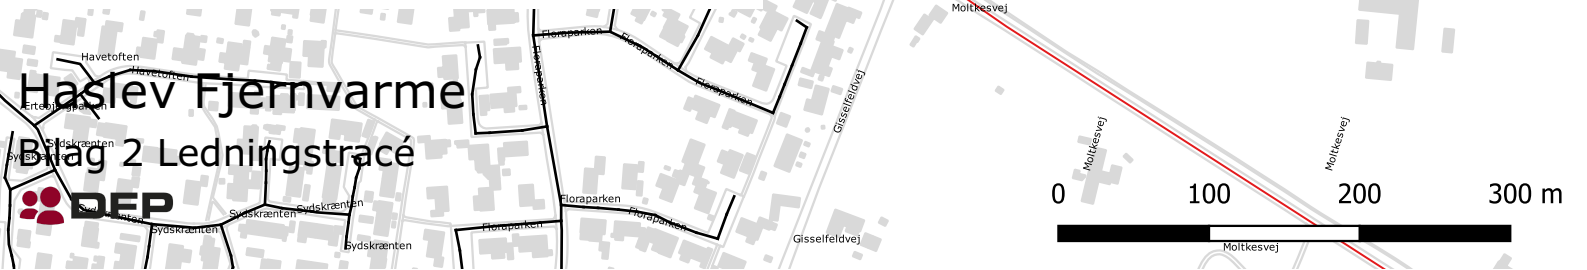 Haslev Fjernvarme
Bilag 2 Ledningstracé
DFP
Havetoften
Havetoften
Sydskrænten
Sydskrænten
Sydskrænten
Sydskrænten
Sydskrænten
Sydskrænten
Sydskrænten
Floraparken
Floraparken
Floraparken
Floraparken
Floraparken
Floraparken
Floraparken
Gisselfeldvej
Gisselfeldvej
Moltkesvej
Moltkesvej
Moltkesvej
0 100 200 300 m
Moltkesvej